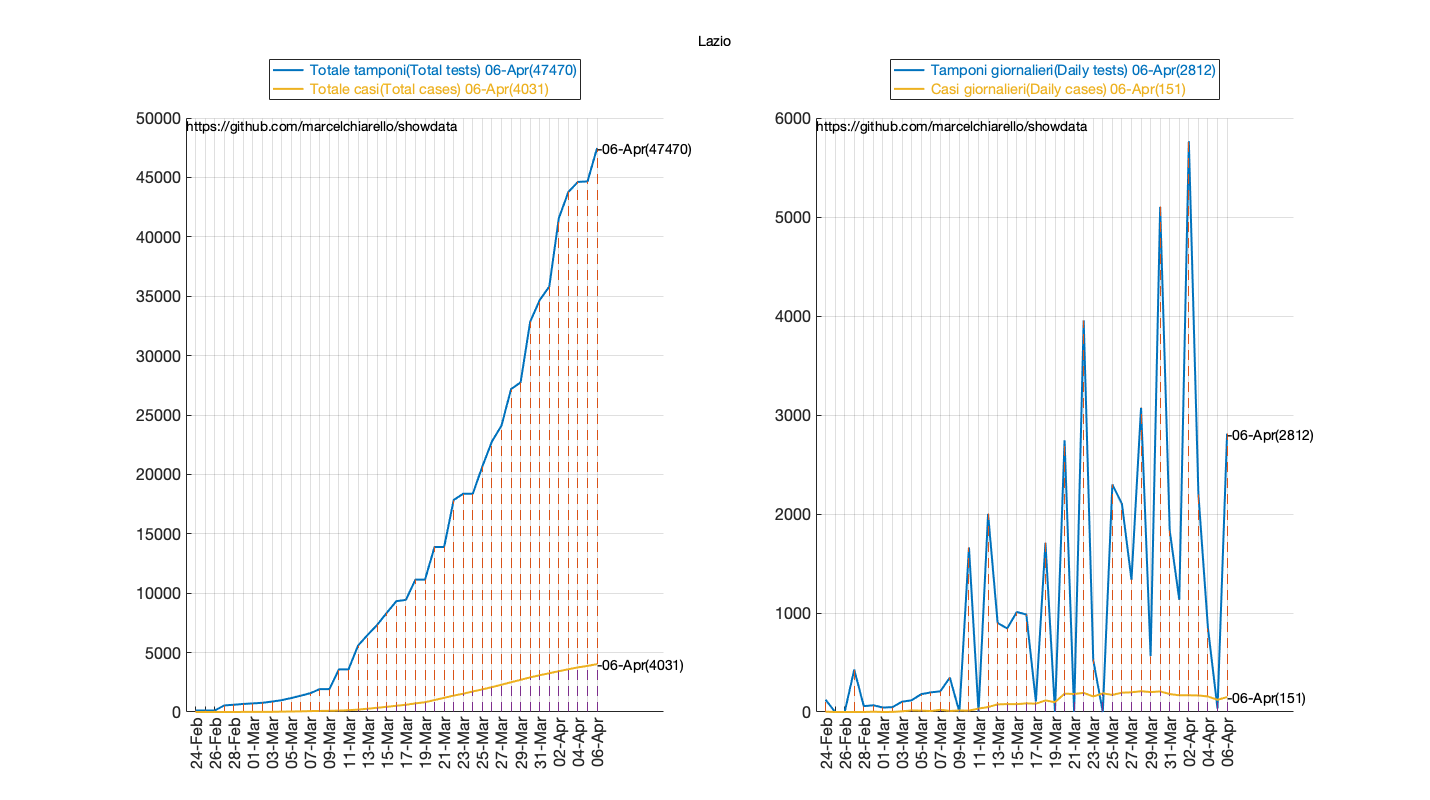 Lazio
Totale tamponi(Total tests) 06-Apr(47470)
Totale casi(Total cases) 06-Apr(4031)
https://github.com/marcelchiarello/showdata
50000
45000
40000
35000
30000
25000
20000
15000
10000
5000
0
06-Apr(47470)
06-Apr(4031)
24-Feb
26-Feb
28-Feb
01-Mar
03-Mar
05-Mar
07-Mar
09-Mar
11-Mar
13-Mar
15-Mar
17-Mar
19-Mar
21-Mar
23-Mar
25-Mar
27-Mar
29-Mar
31-Mar
02-Apr
04-Apr
06-Apr
Tamponi giornalieri(Daily tests) 06-Apr(2812)
Casi giornalieri(Daily cases) 06-Apr(151)
https://github.com/marcelchiarello/showdata
6000
5000
4000
3000
2000
1000
0
06-Apr(2812)
06-Apr(151)
24-Feb
26-Feb
28-Feb
01-Mar
03-Mar
05-Mar
07-Mar
09-Mar
11-Mar
13-Mar
15-Mar
17-Mar
19-Mar
21-Mar
23-Mar
25-Mar
27-Mar
29-Mar
31-Mar
02-Apr
04-Apr
06-Apr